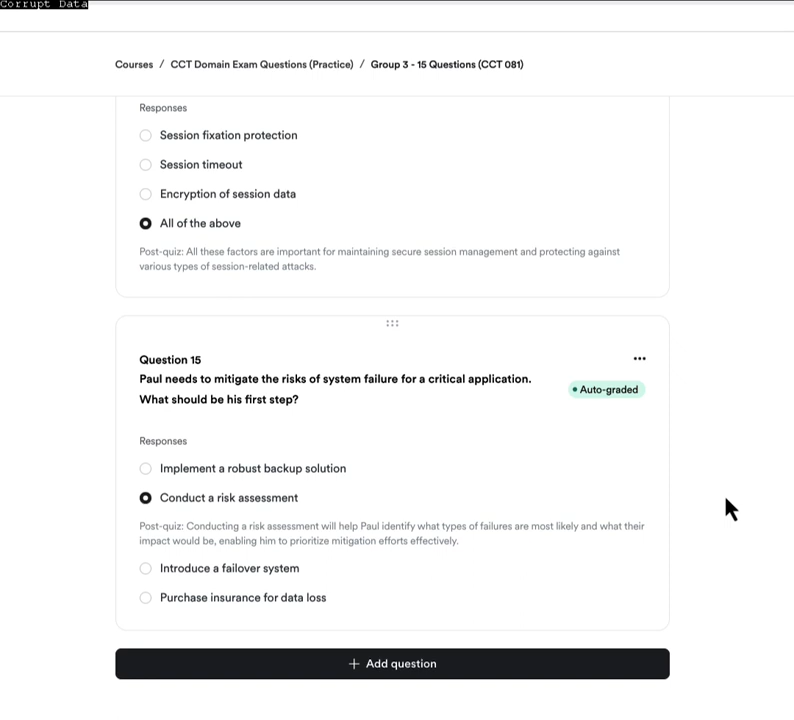 Corrupt Data
Courses / CCT Domain Exam Questions (Practice) / Group 3 - 15 Questions (CCT 081)
Responses
Session fixation protection
Session timeout
Encryption of session data
All of the above
Post-quiz: All these factors are important for maintaining secure session management and protecting against
various types of session-related attacks.
Question 15
Paul needs to mitigate the risks of system failure for a critical application.
What should be his first step?
Auto-graded
Responses
Implement a robust backup solution
Conduct a risk assessment
Post-quiz: Conducting a risk assessment will help Paul identify what types of failures are most likely and what their
impact would be, enabling him to prioritize mitigation efforts effectively.
Introduce a failover system
Purchase insurance for data loss
+ Add question